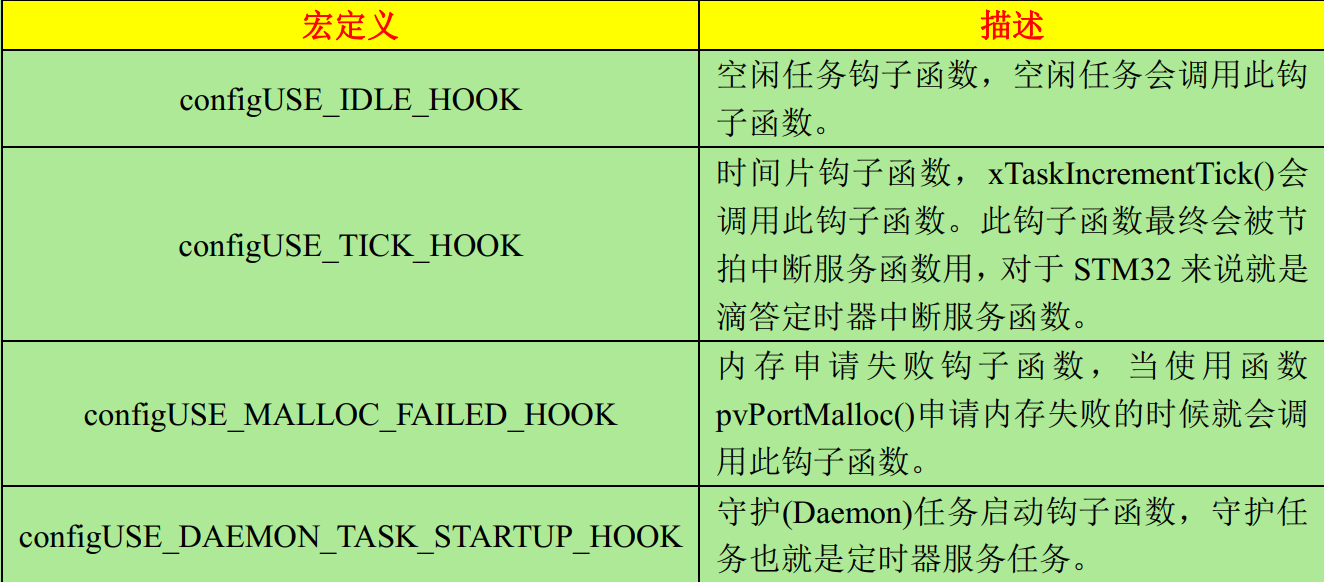 宏定义
描述
configUSE_IDLE_HOOK
空闲任务钩子函数，空闲任务会调用此钩
子函数。
configUSE_TICK_HOOK
时间片钩子函数，xTaskIncrementTick()会
调用此钩子函数。此钩子函数最终会被节
拍中断服务函数用，对于 STM32 来说就是
滴答定时器中断服务函数。
configUSE_MALLOC_FAILED_HOOK
内存申请失败钩子函数，当使用函数
pvPortMalloc()申请内存失败的时候就会调
用此钩子函数。
configUSE_DAEMON_TASK_STARTUP_HOOK
守护(Daemon)任务启动钩子函数，守护任
务也就是定时器服务任务。